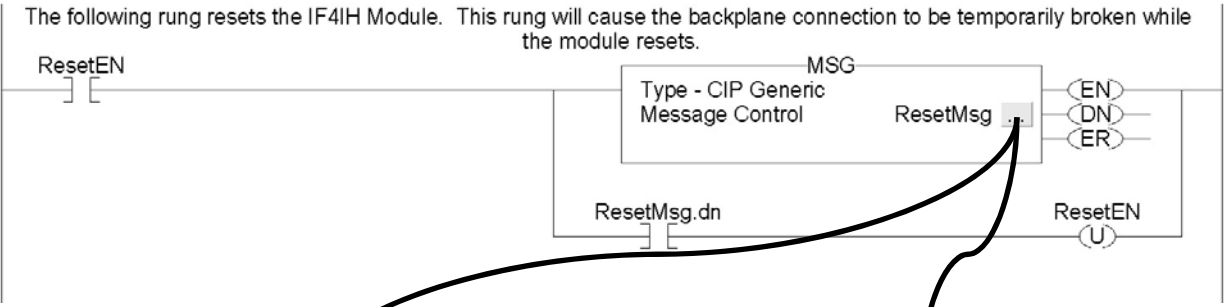 The following rung resets the IF4IH Module. This rung will cause the backplane connection to be temporarily broken while
the module resets.
ResetEN
MSG
Type - CIP Generic
Message Control ResetMsg ...
EN
DN
ER
ResetMsg.dn
ResetEN
U